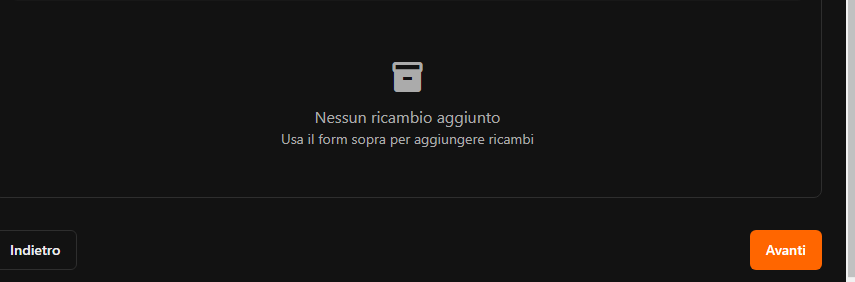 Nessun ricambio aggiunto
Usa il form sopra per aggiungere ricambi
Indietro
Avanti